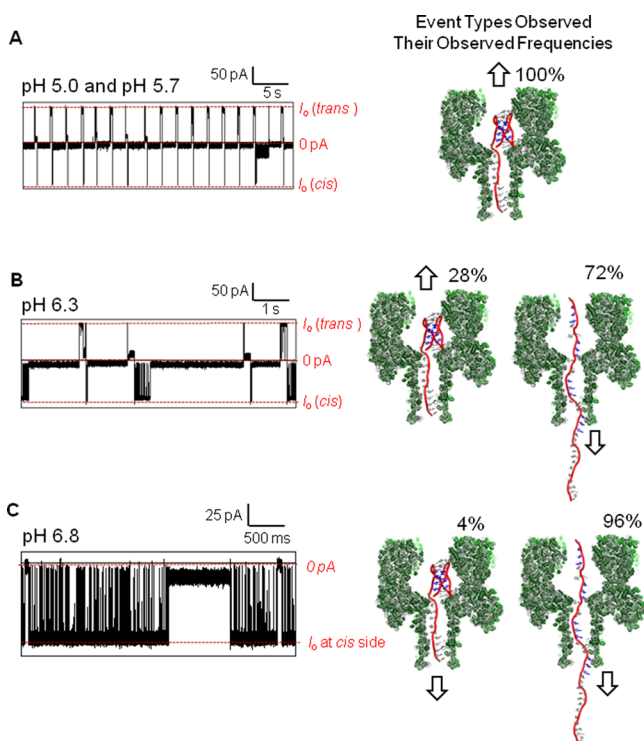 Event Types Observed
Their Observed Frequencies
A
pH 5.0 and pH 5.7
50 pA
5 s
Io (trans)
0 pA
Io (cis)
100%
B
pH 6.3
50 pA
1 s
Io (trans)
0 pA
Io (cis)
28%
72%
C
pH 6.8
25 pA
500 ms
0 pA
Io at cis side
4%
96%